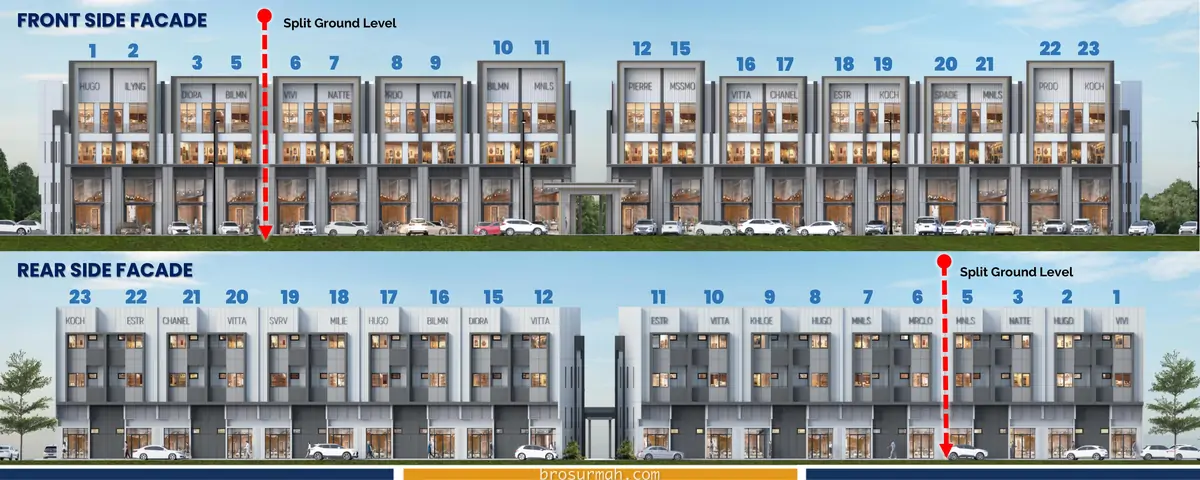 FRONT SIDE FACADE
Split Ground Level
1 2 3 5 6 7 8 9 10 11 12 15 16 17 18 19 20 21 22 23
HUGO ILYNG DIORA BILMN VIVI NATTE PROO VITTA BILMN MNLS PIERRE MSSMO VITTA CHANEL ESTR KOCH SPADE MNLS PROO KOCH
REAR SIDE FACADE
Split Ground Level
23 22 21 20 19 18 17 16 15 12 11 10 9 8 7 6 5 3 2 1
KOCH ESTR CHANEL VITTA SVRV MILIE HUGO BILMN DIORA VITTA ESTR VITTA KHLOE HUGO MNLS MRCLO MNLS NATTE HUGO VIVI
brosurmah.com